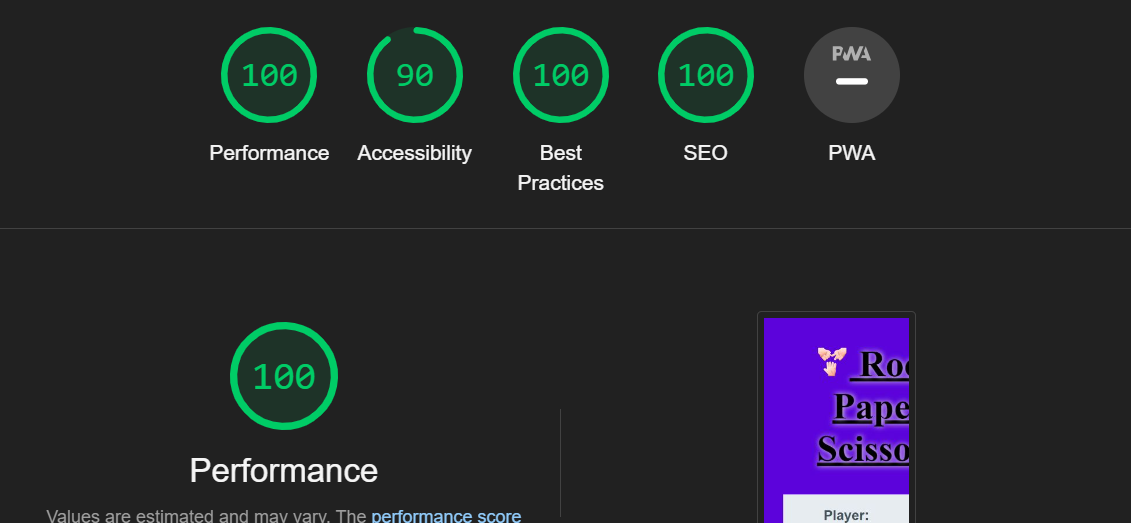 100
90
100
100
PWA
Performance
Accessibility
Best
Practices
SEO
PWA
100
Performance
Values are estimated and may vary. The performance score
Roc
Pape
Scisso
Player: